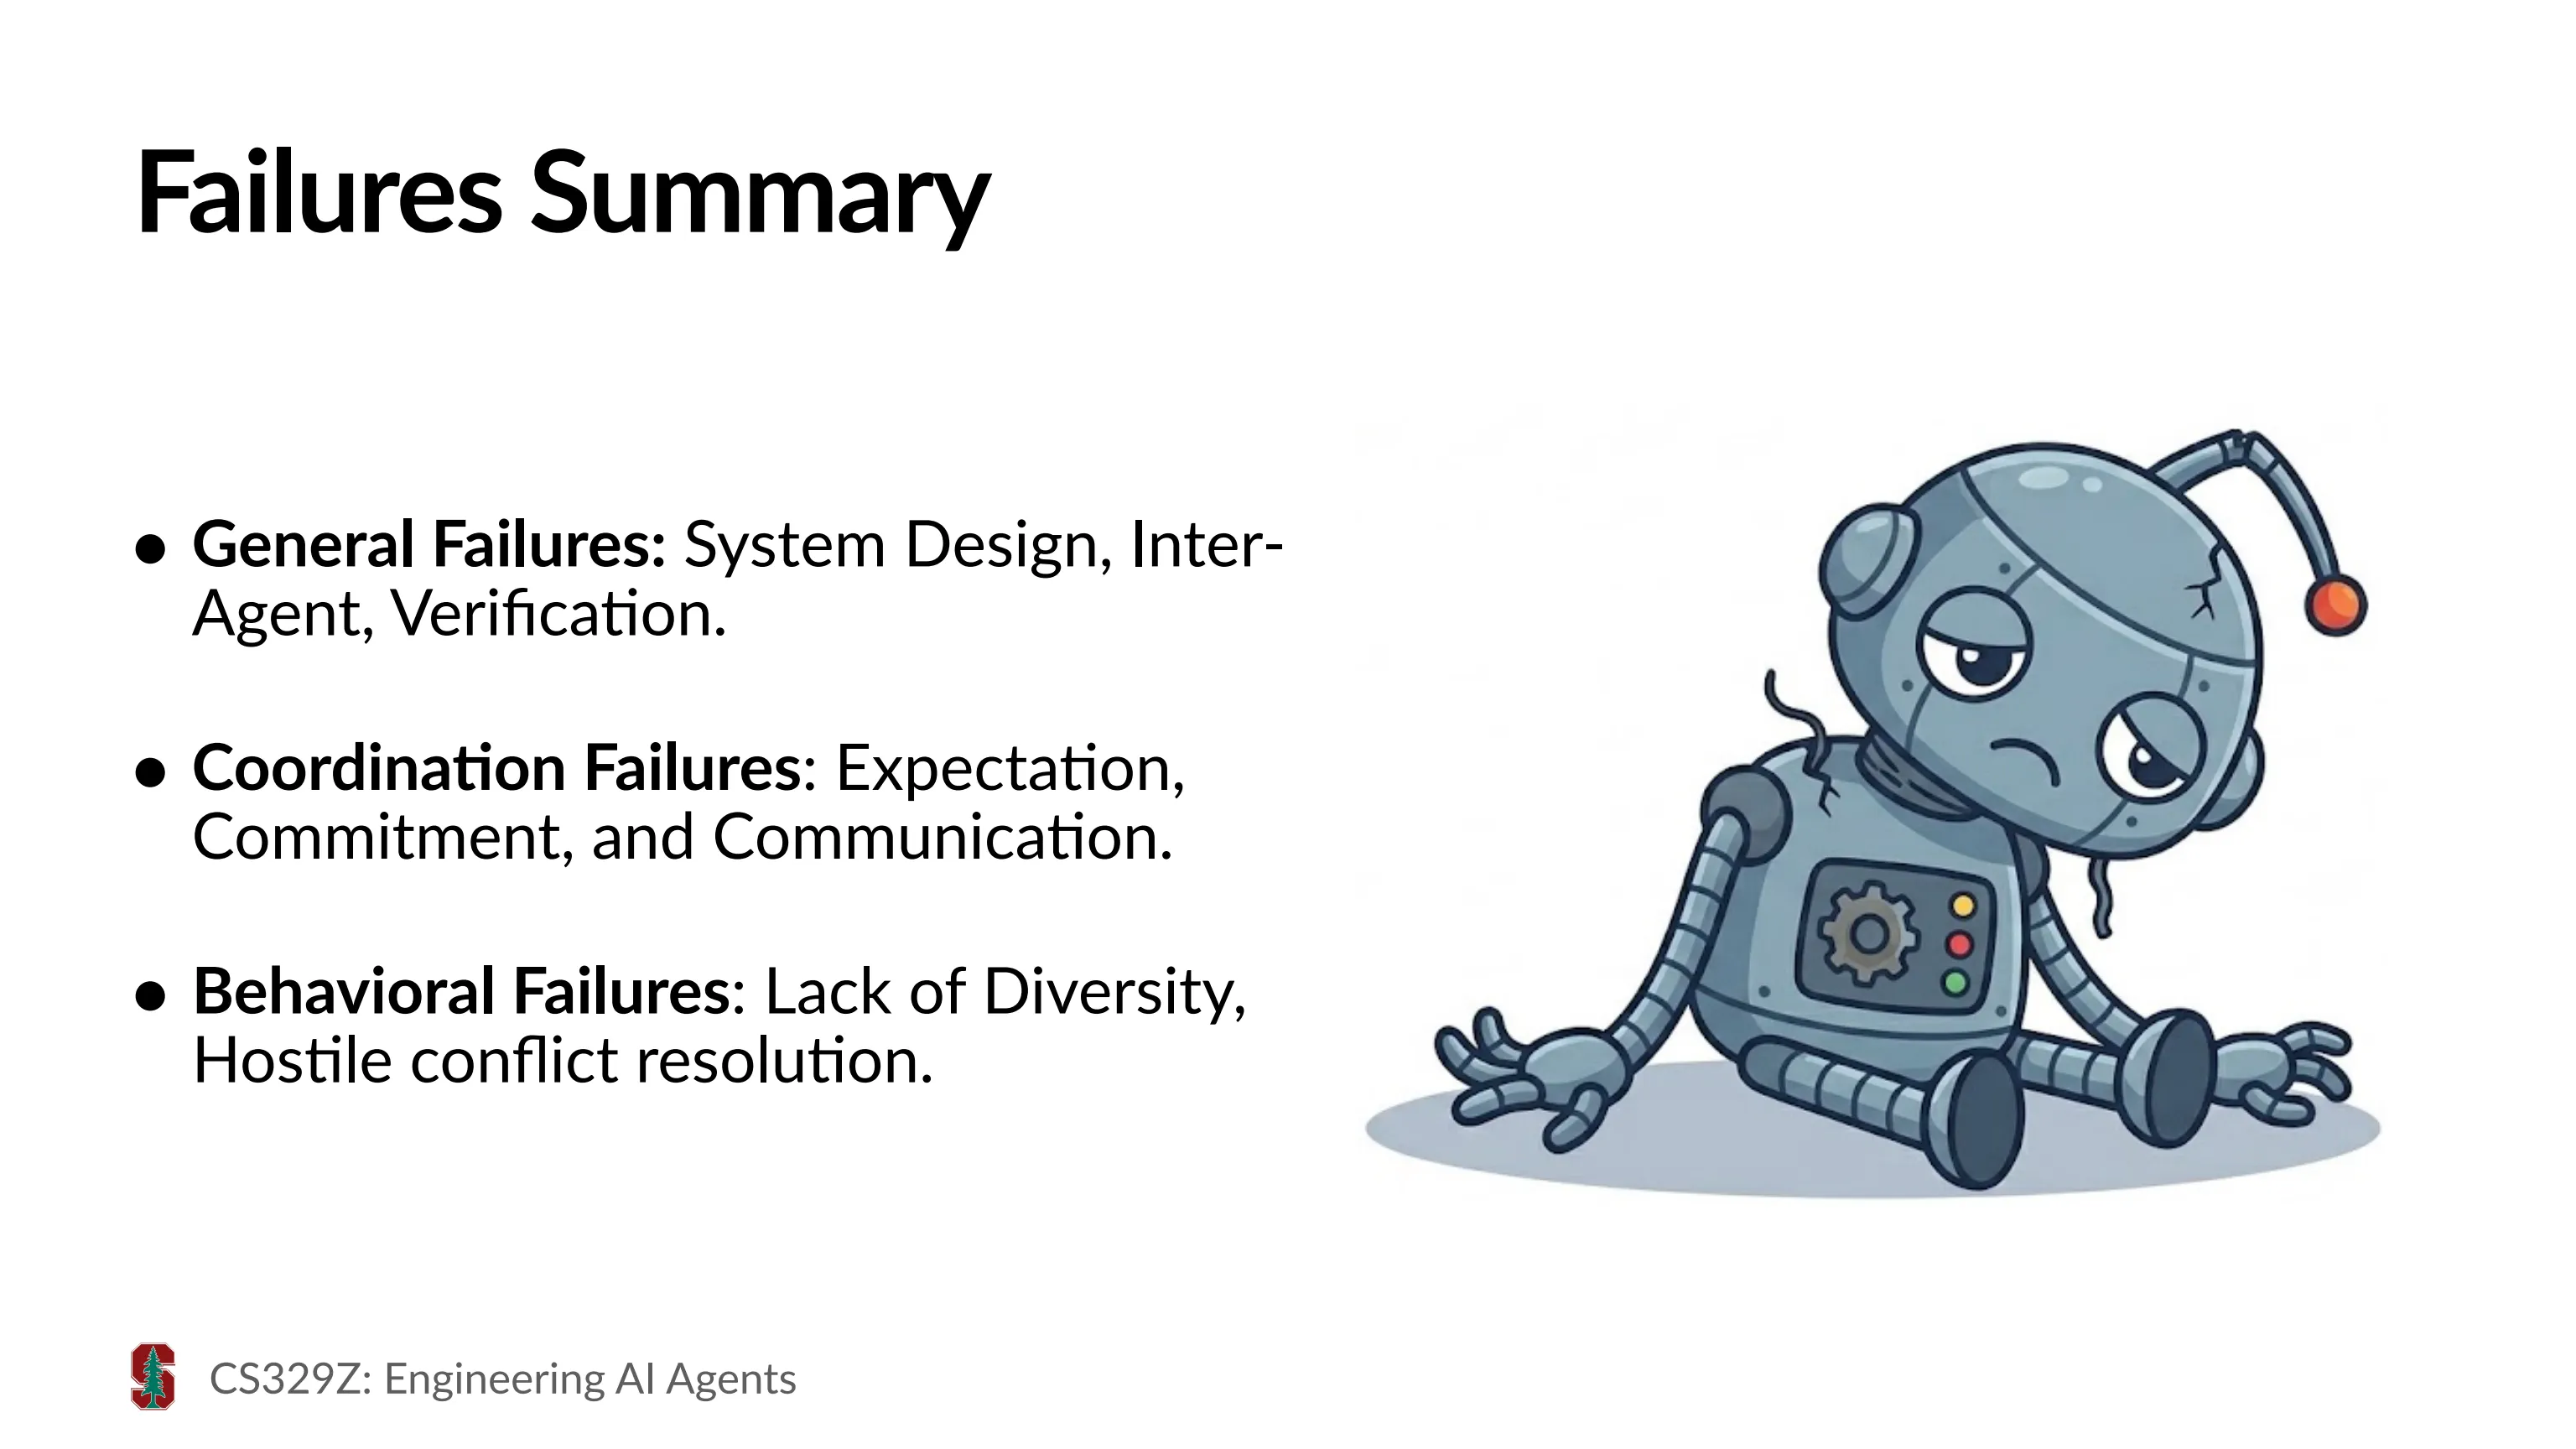 Failures Summary
● General Failures: System Design, Inter-
Agent, Verification.
● Coordination Failures: Expectation,
Commitment, and Communication.
● Behavioral Failures: Lack of Diversity,
Hostile conflict resolution.
CS329Z: Engineering AI Agents